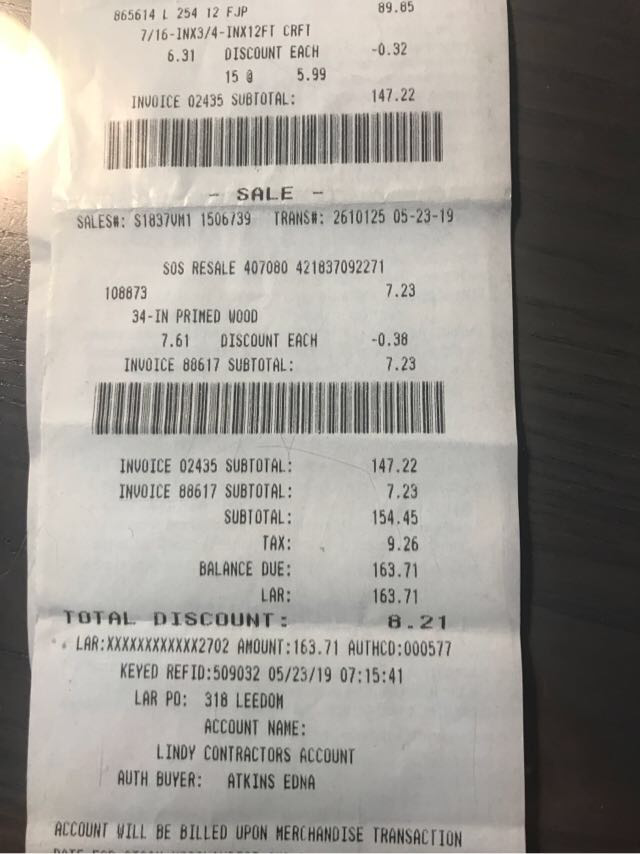 865614 L 254 12 FJP 89.85
7/16-INX3/4-INX12FT CRFT
6.31 DISCOUNT EACH -0.32
15 @ 5.99
INVOICE 02435 SUBTOTAL: 147.22
- SALE -
SALES#: S1837VM1 1506739 TRANS#: 2610125 05-23-19
SOS RESALE 407080 421837092271
108873 7.23
34-IN PRIMED WOOD
7.61 DISCOUNT EACH -0.38
INVOICE 88617 SUBTOTAL: 7.23
INVOICE 02435 SUBTOTAL: 147.22
INVOICE 88617 SUBTOTAL: 7.23
SUBTOTAL: 154.45
TAX: 9.26
BALANCE DUE: 163.71
LAR: 163.71
TOTAL DISCOUNT: 8.21
LAR:XXXXXXXXXXXX2702 AMOUNT:163.71 AUTHCD:000577
KEYED REFID:509032 05/23/19 07:15:41
LAR PO: 318 LEEDOM
ACCOUNT NAME:
LINDY CONTRACTORS ACCOUNT
AUTH BUYER: ATKINS EDNA
ACCOUNT WILL BE BILLED UPON MERCHANDISE TRANSACTION